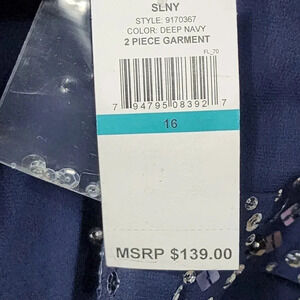 SLNY
STYLE: 9170367
COLOR: DEEP NAVY
2 PIECE GARMENT
FL_70
7 94795 08392 7
16
MSRP $139.00